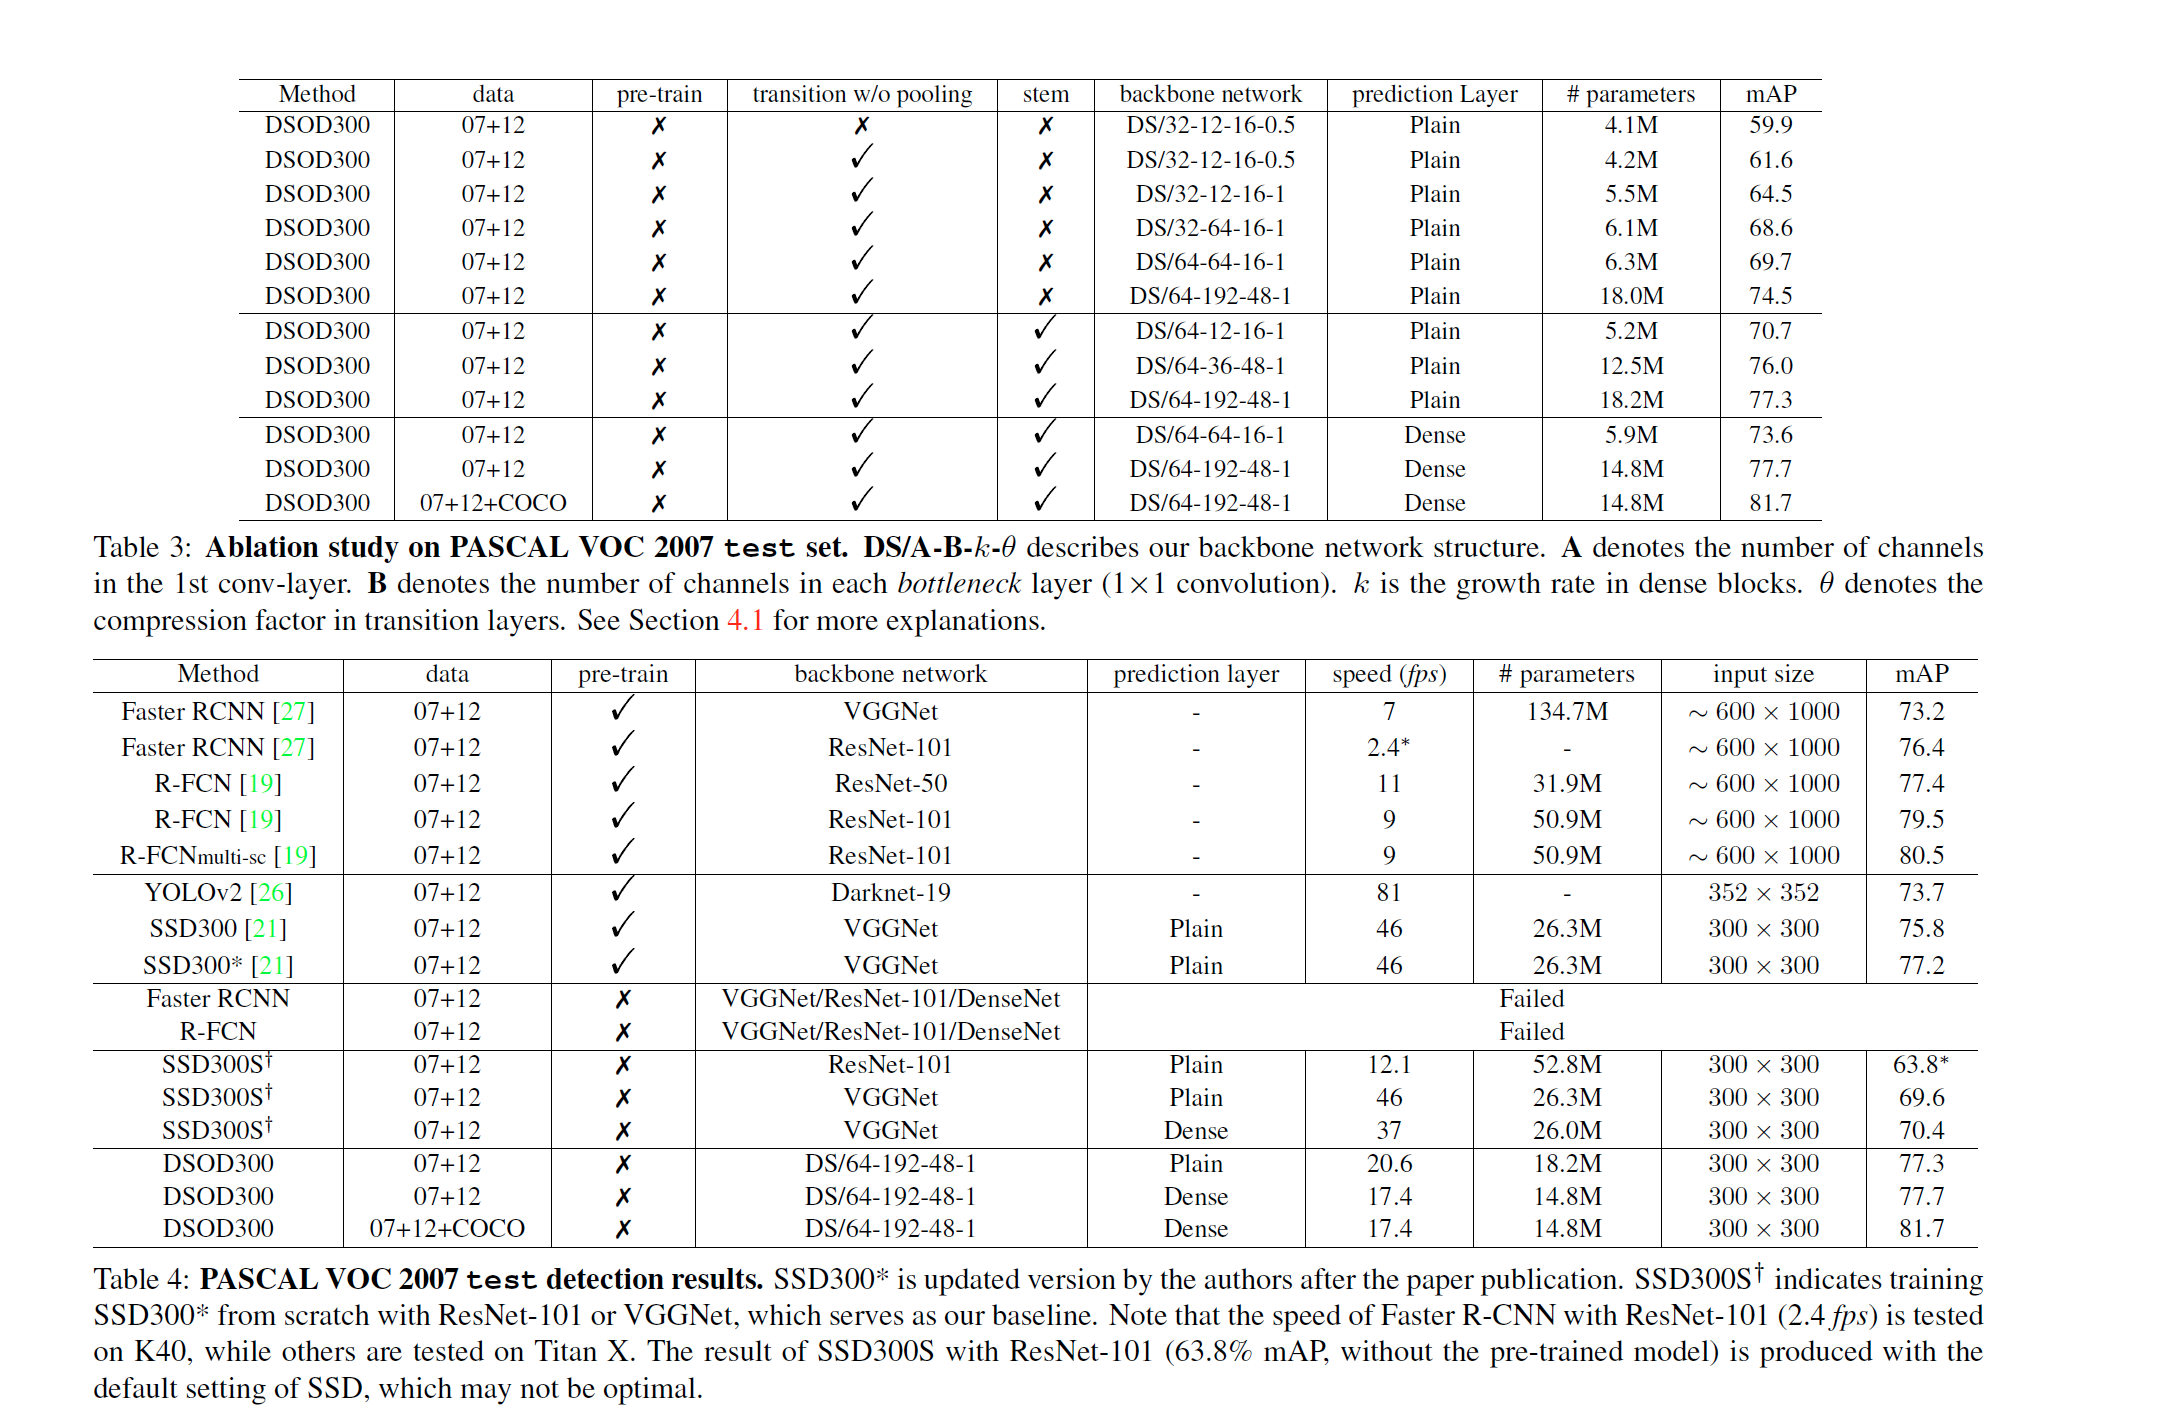 Method data pre-train transition w/o pooling stem backbone network prediction Layer # parameters mAP
DSOD300 07+12 ✗ ✗ ✗ DS/32-12-16-0.5 Plain 4.1M 59.9
DSOD300 07+12 ✗ ✓ ✗ DS/32-12-16-0.5 Plain 4.2M 61.6
DSOD300 07+12 ✗ ✓ ✗ DS/32-12-16-1 Plain 5.5M 64.5
DSOD300 07+12 ✗ ✓ ✗ DS/32-64-16-1 Plain 6.1M 68.6
DSOD300 07+12 ✗ ✓ ✗ DS/64-64-16-1 Plain 6.3M 69.7
DSOD300 07+12 ✗ ✓ ✗ DS/64-192-48-1 Plain 18.0M 74.5
DSOD300 07+12 ✗ ✓ ✓ DS/64-12-16-1 Plain 5.2M 70.7
DSOD300 07+12 ✗ ✓ ✓ DS/64-36-48-1 Plain 12.5M 76.0
DSOD300 07+12 ✗ ✓ ✓ DS/64-192-48-1 Plain 18.2M 77.3
DSOD300 07+12 ✗ ✓ ✓ DS/64-64-16-1 Dense 5.9M 73.6
DSOD300 07+12 ✗ ✓ ✓ DS/64-192-48-1 Dense 14.8M 77.7
DSOD300 07+12+COCO ✗ ✓ ✓ DS/64-192-48-1 Dense 14.8M 81.7
Table 3: Ablation study on PASCAL VOC 2007 test set. DS/A-B-k-θ describes our backbone network structure. A denotes the number of channels
in the 1st conv-layer. B denotes the number of channels in each bottleneck layer (1×1 convolution). k is the growth rate in dense blocks. θ denotes the
compression factor in transition layers. See Section 4.1 for more explanations.
Method data pre-train backbone network prediction layer speed (fps) # parameters input size mAP
Faster RCNN [27] 07+12 ✓ VGGNet - 7 134.7M ∼ 600 × 1000 73.2
Faster RCNN [27] 07+12 ✓ ResNet-101 - 2.4* - ∼ 600 × 1000 76.4
R-FCN [19] 07+12 ✓ ResNet-50 - 11 31.9M ∼ 600 × 1000 77.4
R-FCN [19] 07+12 ✓ ResNet-101 - 9 50.9M ∼ 600 × 1000 79.5
R-FCNmulti-sc [19] 07+12 ✓ ResNet-101 - 9 50.9M ∼ 600 × 1000 80.5
YOLOv2 [26] 07+12 ✓ Darknet-19 - 81 - 352 × 352 73.7
SSD300 [21] 07+12 ✓ VGGNet Plain 46 26.3M 300 × 300 75.8
SSD300* [21] 07+12 ✓ VGGNet Plain 46 26.3M 300 × 300 77.2
Faster RCNN 07+12 ✗ VGGNet/ResNet-101/DenseNet Failed
R-FCN 07+12 ✗ VGGNet/ResNet-101/DenseNet Failed
SSD300S† 07+12 ✗ ResNet-101 Plain 12.1 52.8M 300 × 300 63.8*
SSD300S† 07+12 ✗ VGGNet Plain 46 26.3M 300 × 300 69.6
SSD300S† 07+12 ✗ VGGNet Dense 37 26.0M 300 × 300 70.4
DSOD300 07+12 ✗ DS/64-192-48-1 Plain 20.6 18.2M 300 × 300 77.3
DSOD300 07+12 ✗ DS/64-192-48-1 Dense 17.4 14.8M 300 × 300 77.7
DSOD300 07+12+COCO ✗ DS/64-192-48-1 Dense 17.4 14.8M 300 × 300 81.7
Table 4: PASCAL VOC 2007 test detection results. SSD300* is updated version by the authors after the paper publication. SSD300S† indicates training
SSD300* from scratch with ResNet-101 or VGGNet, which serves as our baseline. Note that the speed of Faster R-CNN with ResNet-101 (2.4 fps) is tested
on K40, while others are tested on Titan X. The result of SSD300S with ResNet-101 (63.8% mAP, without the pre-trained model) is produced with the
default setting of SSD, which may not be optimal.